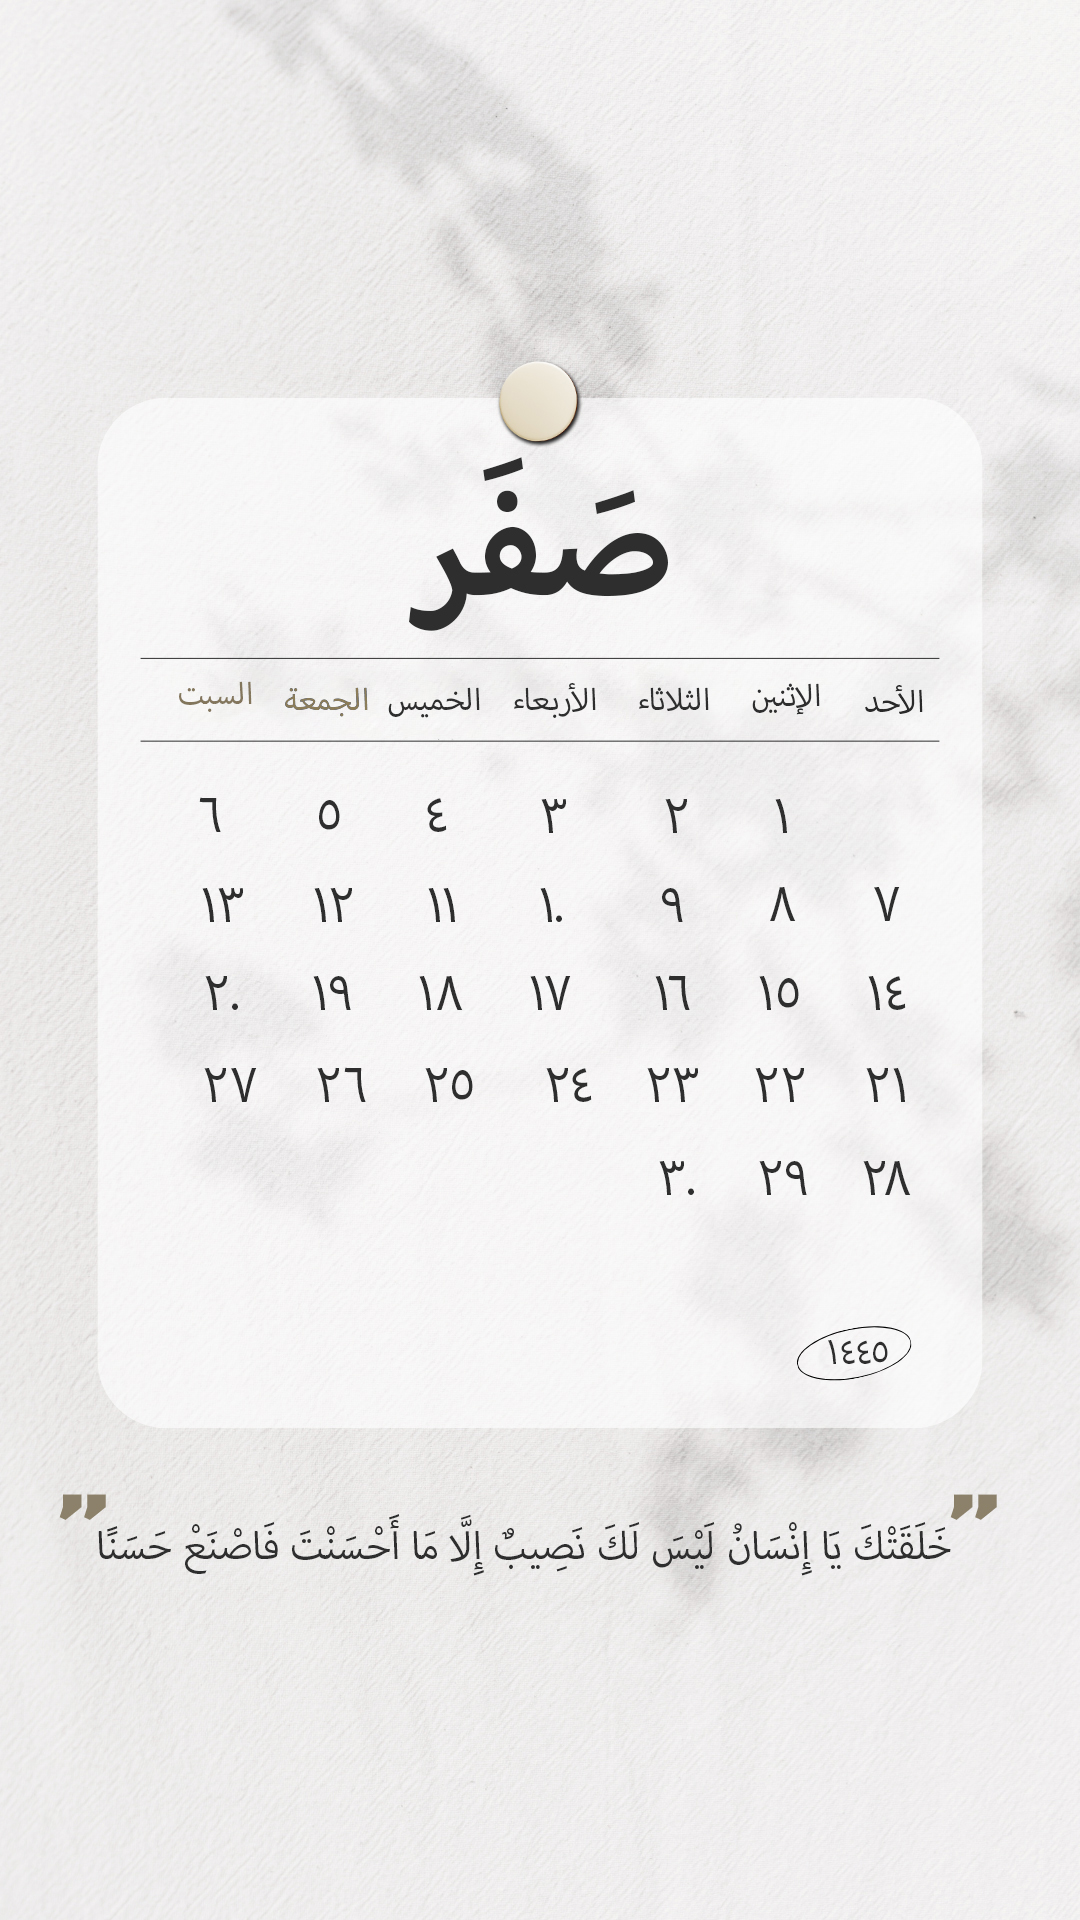 صَفَر
الأحد الإثنين الثلاثاء الأربعاء الخميس الجمعة السبت
١ ٢ ٣ ٤ ٥ ٦
٧ ٨ ٩ ١٠ ١١ ١٢ ١٣
١٤ ١٥ ١٦ ١٧ ١٨ ١٩ ٢٠
٢١ ٢٢ ٢٣ ٢٤ ٢٥ ٢٦ ٢٧
٢٨ ٢٩ ٣٠
١٤٤٥
”خَلَقَتْكَ يَا إِنْسَانُ لَيْسَ لَكَ نَصِيبٌ إِلَّا مَا أَحْسَنْتَ فَاصْنَعْ حَسَنًا”